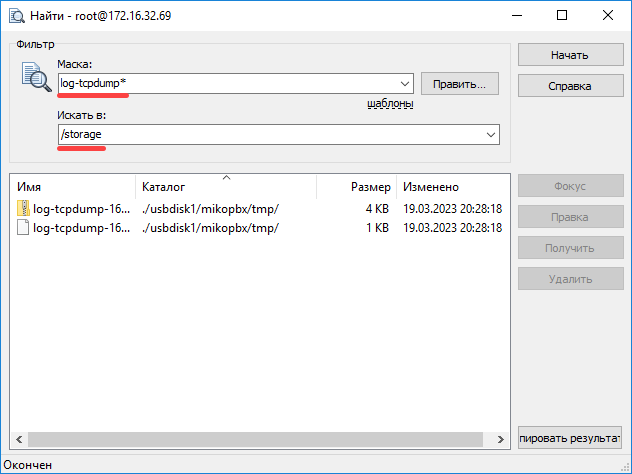 Найти - root@172.16.32.69
Фильтр
Маска:
log-tcpdump*
Править...
шаблоны
Искать в:
/storage
Начать
Справка
Имя Каталог Размер Изменено
log-tcpdump-16... ./usbdisk1/mikopbx/tmp/ 4 KB 19.03.2023 20:28:18
log-tcpdump-16... ./usbdisk1/mikopbx/tmp/ 1 KB 19.03.2023 20:28:18
Фокус
Правка
Получить
Удалить
пировать результат
Окончен